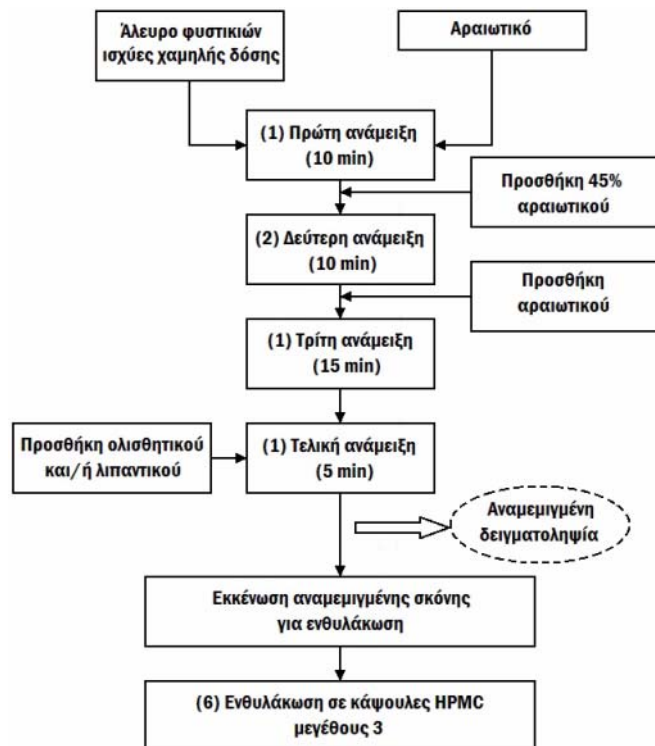 Άλευρο φυστικιών
ισχύες χαμηλής δόσης
Αραιωτικό
(1) Πρώτη ανάμειξη
(10 min)
Προσθήκη 45%
αραιωτικού
(2) Δεύτερη ανάμειξη
(10 min)
Προσθήκη
αραιωτικού
(1) Τρίτη ανάμειξη
(15 min)
Προσθήκη ολισθητικού
και/ή λιπαντικού
(1) Τελική ανάμειξη
(5 min)
Αναμεμιγμένη
δειγματοληψία
Εκκένωση αναμεμιγμένης σκόνης
για ενθυλάκωση
(6) Ενθυλάκωση σε κάψουλες HPMC
μεγέθους 3